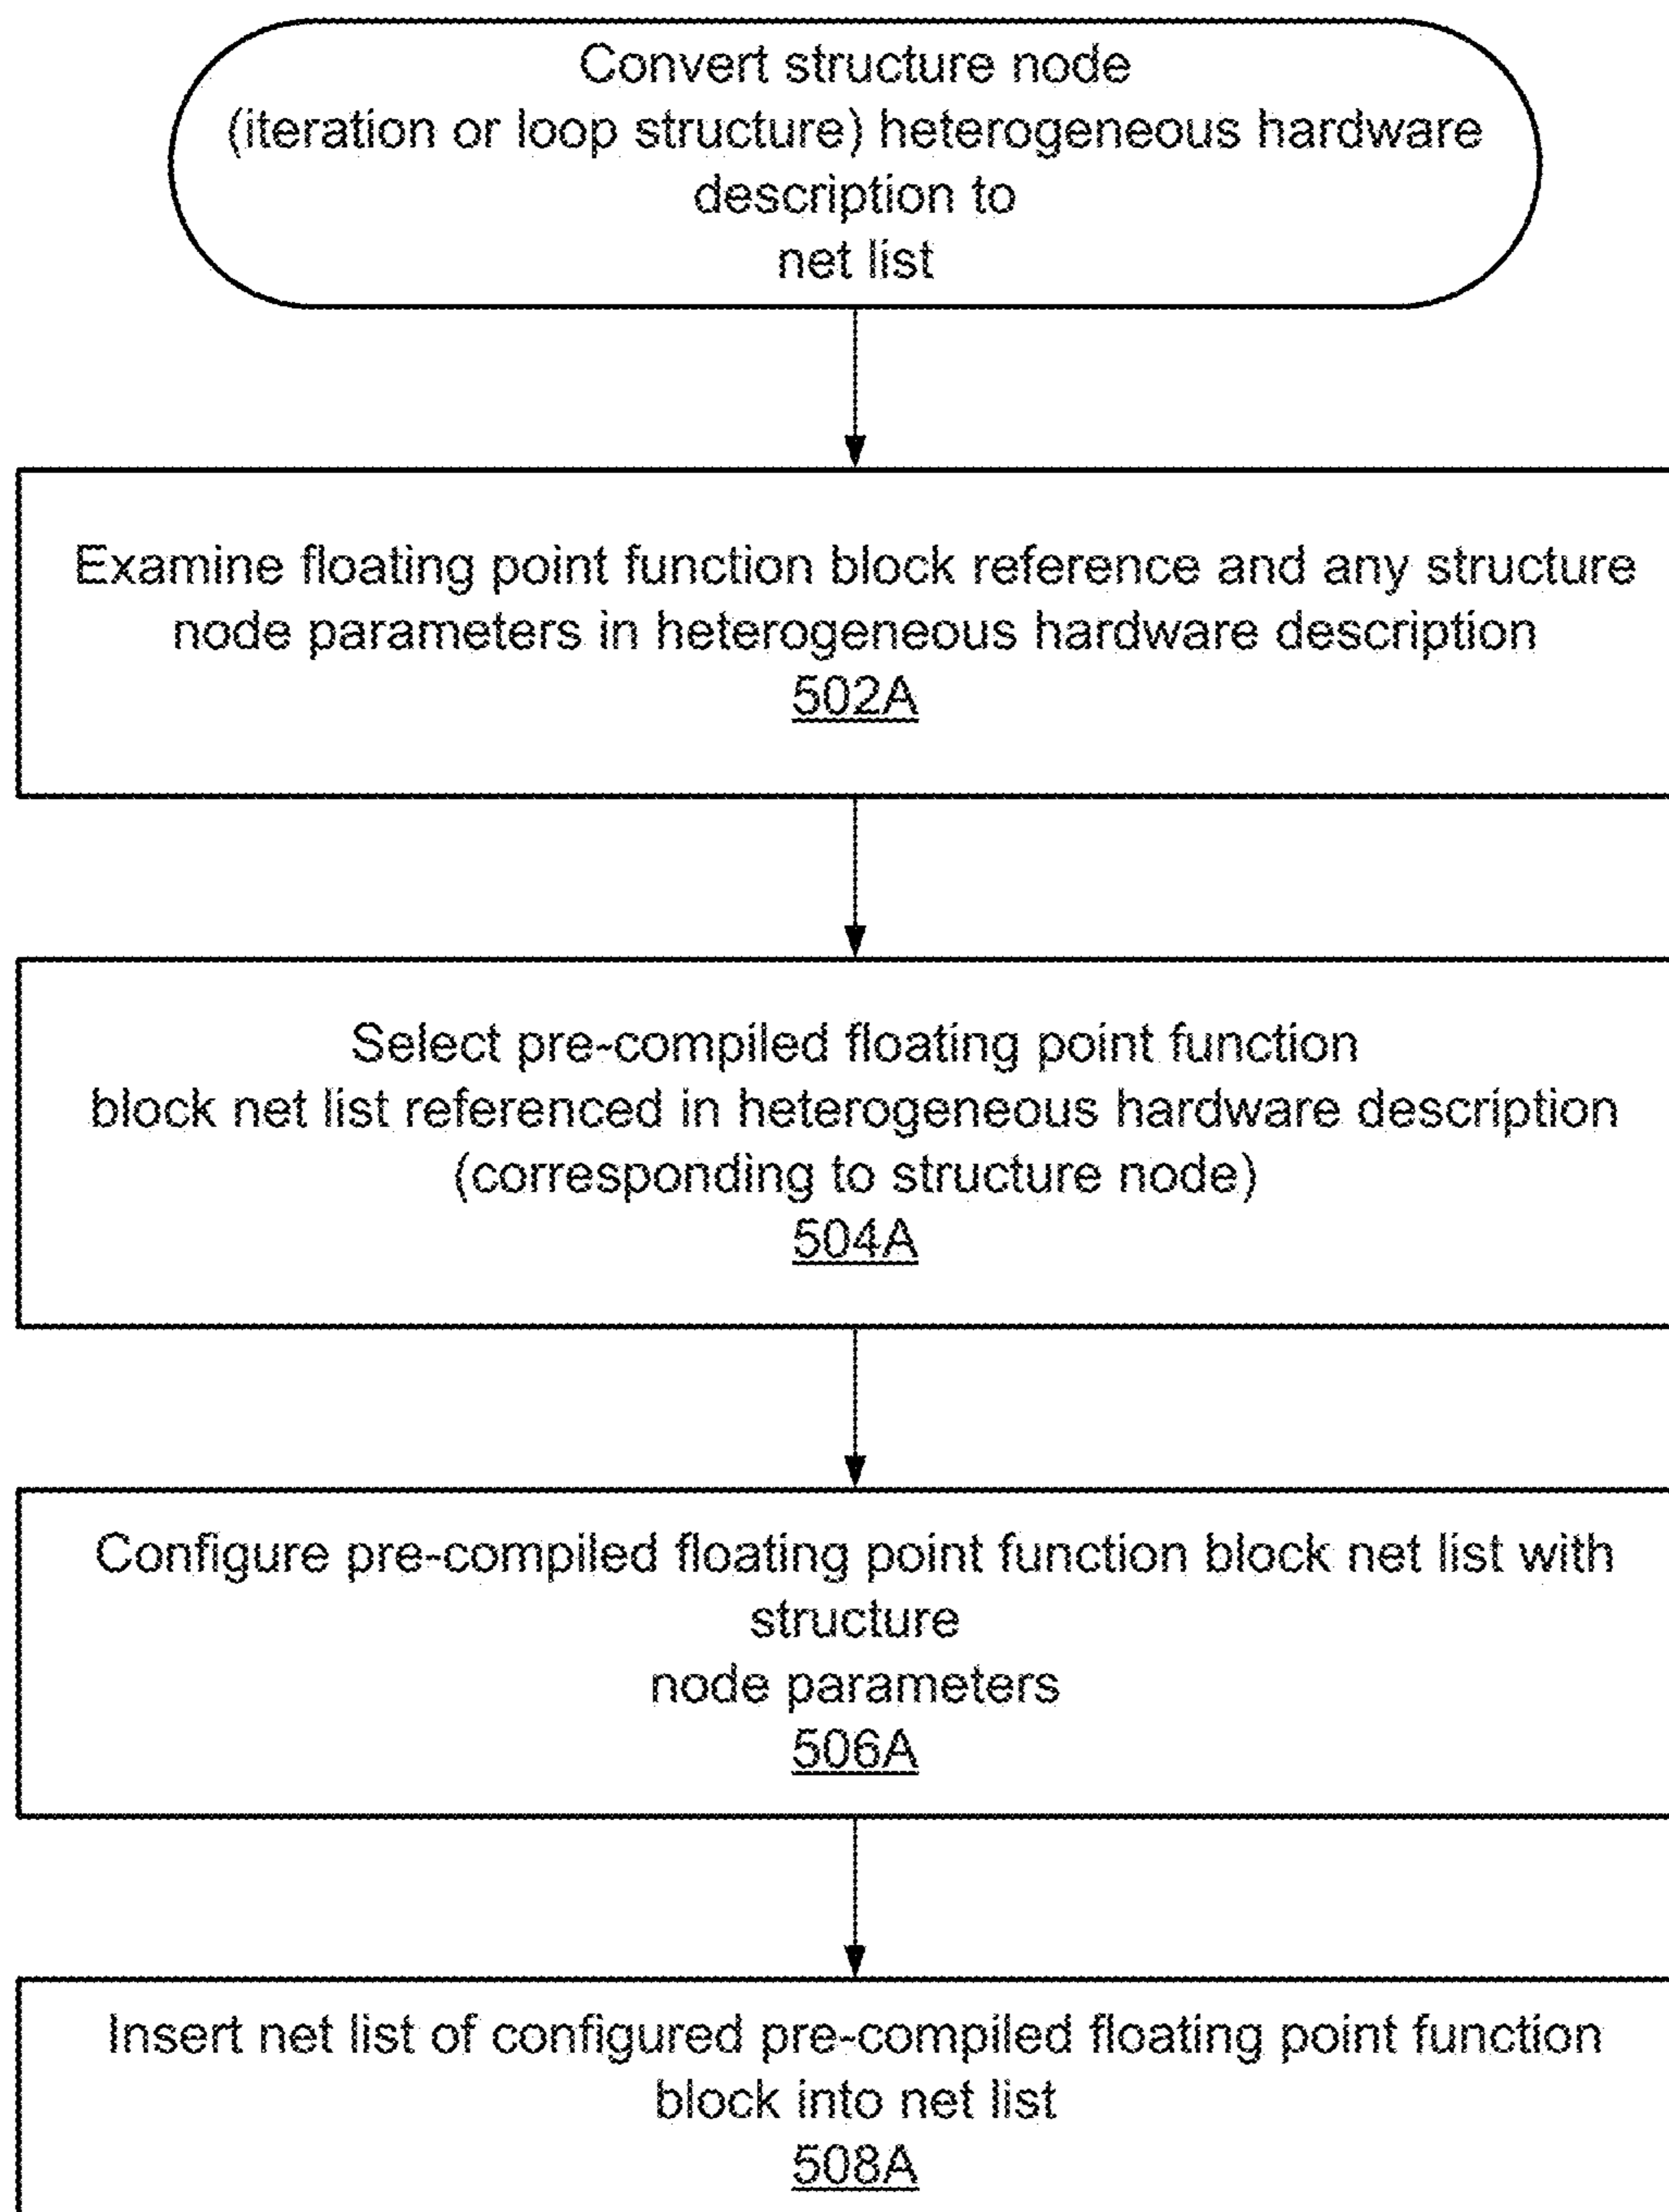 Convert structure node
(iteration or loop structure) heterogeneous hardware
description to
net list
Examine floating point function block reference and any structure
node parameters in heterogeneous hardware description
502A
Select pre-compiled floating point function
block net list referenced in heterogeneous hardware description
(corresponding to structure node)
504A
Configure pre-compiled floating point function block net list with
structure
node parameters
506A
Insert net list of configured pre-compiled floating point function
block into net list
508A